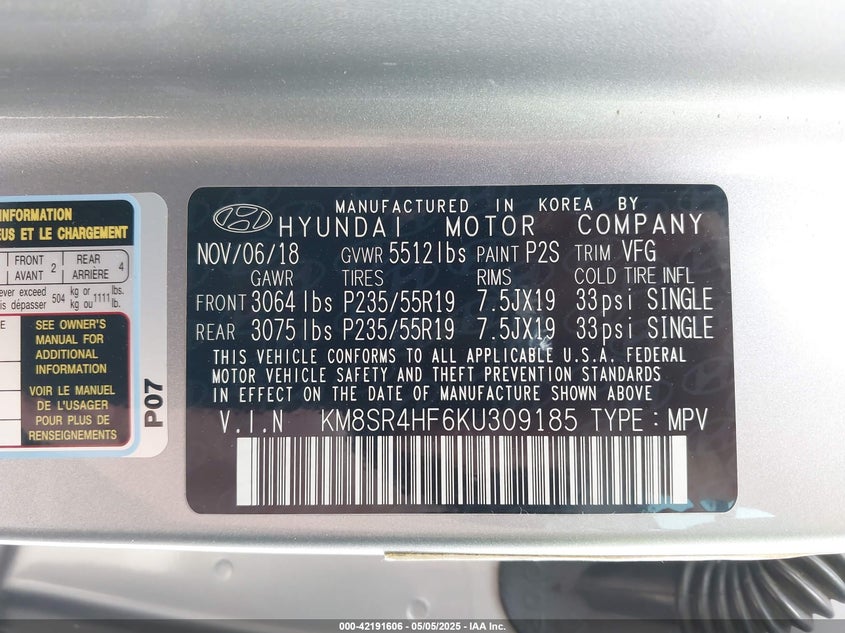 INFORMATION
EUS ET LE CHARGEMENT
FRONT AVANT 2 REAR ARRIÈRE 4
ever exceed 504 kg or 1111 lbs.
is dépasser kg ou lb.
SEE OWNER'S
MANUAL FOR
ADDITIONAL
INFORMATION
VOIR LE MANUEL
DE L'USAGER
POUR PLUS DE
RENSEIGNEMENTS
P07
MANUFACTURED IN KOREA BY
HYUNDAI MOTOR COMPANY
NOV/06/18 GVWR 5512lbs PAINT P2S TRIM VFG
GAWR TIRES RIMS COLD TIRE INFL
FRONT 3064 lbs P235/55R19 7.5JX19 33psi SINGLE
REAR 3075 lbs P235/55R19 7.5JX19 33psi SINGLE
THIS VEHICLE CONFORMS TO ALL APPLICABLE U.S.A. FEDERAL
MOTOR VEHICLE SAFETY AND THEFT PREVENTION STANDARDS
IN EFFECT ON THE DATE OF MANUFACTURE SHOWN ABOVE
V.I.N KM8SR4HF6KU309185 TYPE : MPV
000-42191606 - 05/05/2025 - IAA Inc.